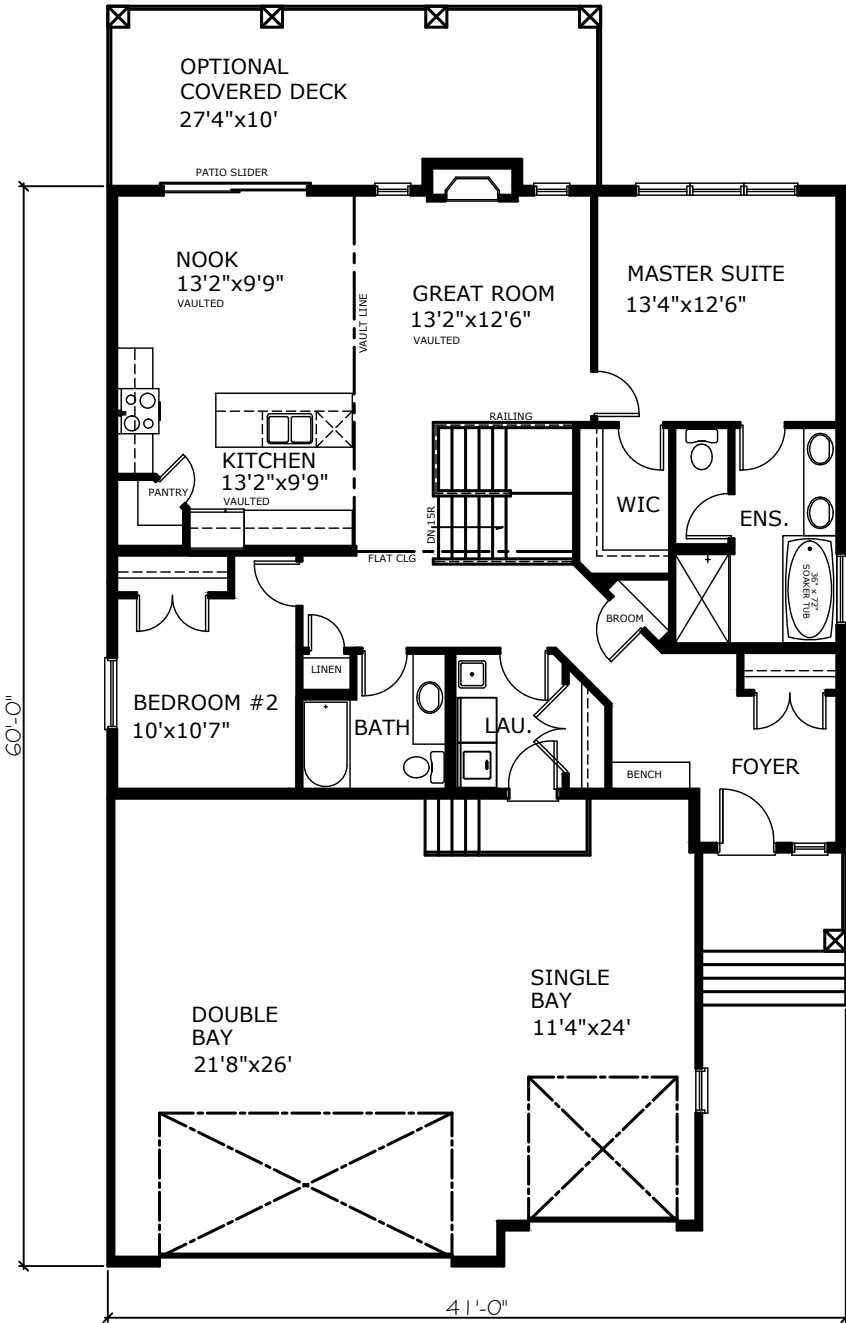 OPTIONAL
COVERED DECK
27'4"x10'
PATIO SLIDER
NOOK
13'2"x9'9"
VAULTED
VAULT LINE
GREAT ROOM
13'2"x12'6"
VAULTED
MASTER SUITE
13'4"x12'6"
RAILING
KITCHEN
13'2"x9'9"
VAULTED
PANTRY
DN 15R
WIC
ENS.
36" x 72"
SOAKER TUB
FLAT CLG
BROOM
LINEN
BEDROOM #2
10'x10'7"
BATH
LAU.
BENCH
FOYER
60'-0"
DOUBLE
BAY
21'8"x26'
SINGLE
BAY
11'4"x24'
41'-0"